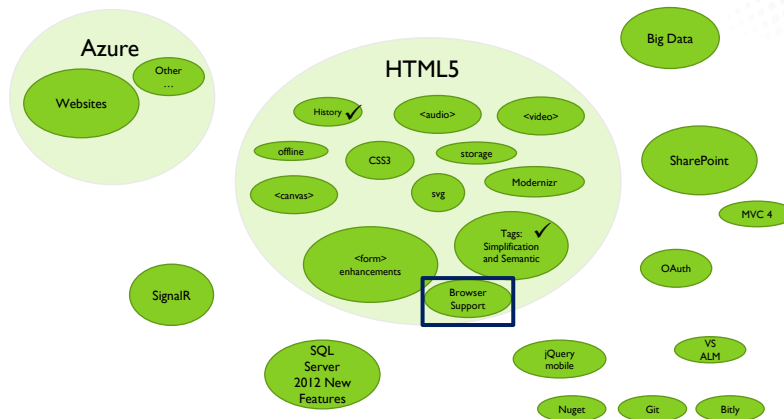 Azure
Other
...
Websites
HTML5
Big Data
History
<audio>
<video>
offline
CSS3
storage
SharePoint
<canvas>
svg
Modernizr
MVC 4
Tags:
Simplification
and Semantic
<form>
enhancements
OAuth
SignalR
Browser
Support
SQL
Server
2012 New
Features
jQuery
mobile
VS
ALM
Nuget
Git
Bitly